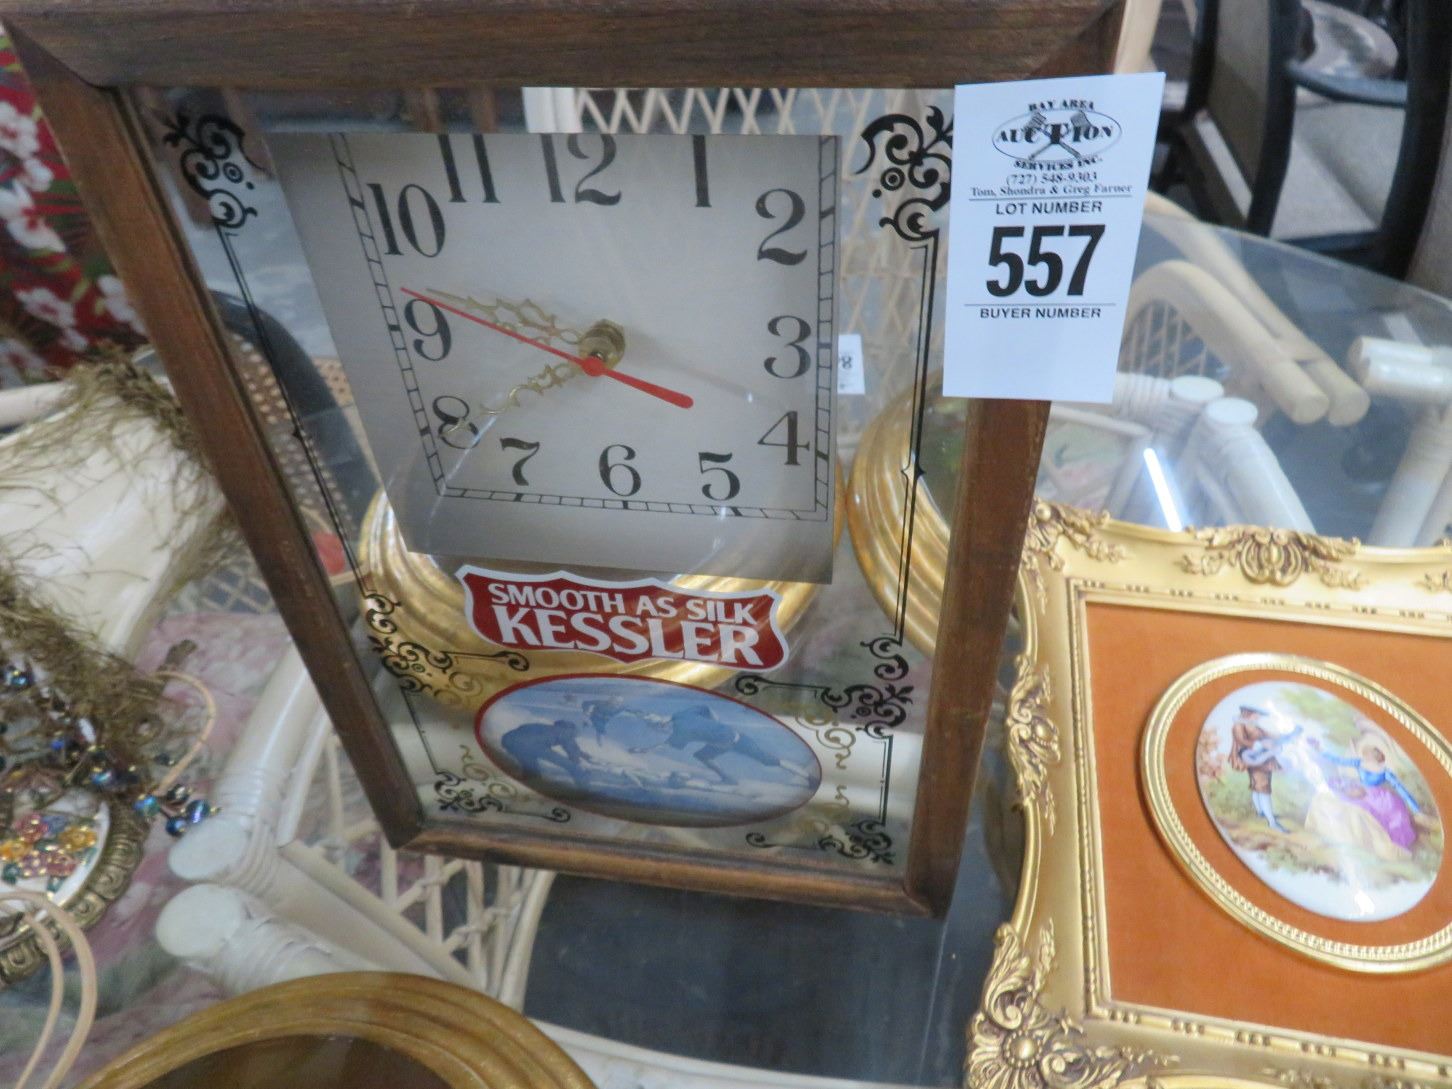 12
1
2
3
4
5
6
7
8
9
10
11
SMOOTH AS SILK
KESSLER
BAY AREA
AUCTION
SERVICES INC.
(727) 548-9303
Tom, Shondra & Greg Farner
LOT NUMBER
557
BUYER NUMBER